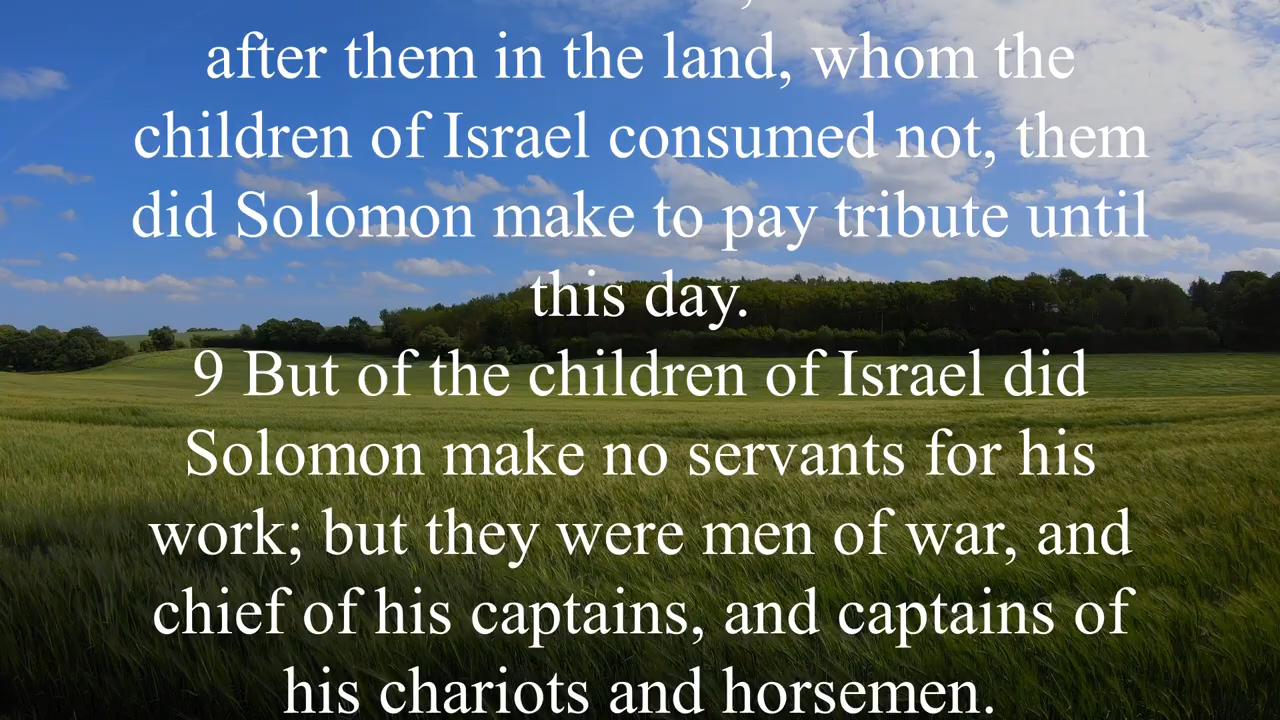 after them in the land, whom the
children of Israel consumed not, them
did Solomon make to pay tribute until
this day.
9 But of the children of Israel did
Solomon make no servants for his
work; but they were men of war, and
chief of his captains, and captains of
his chariots and horsemen.